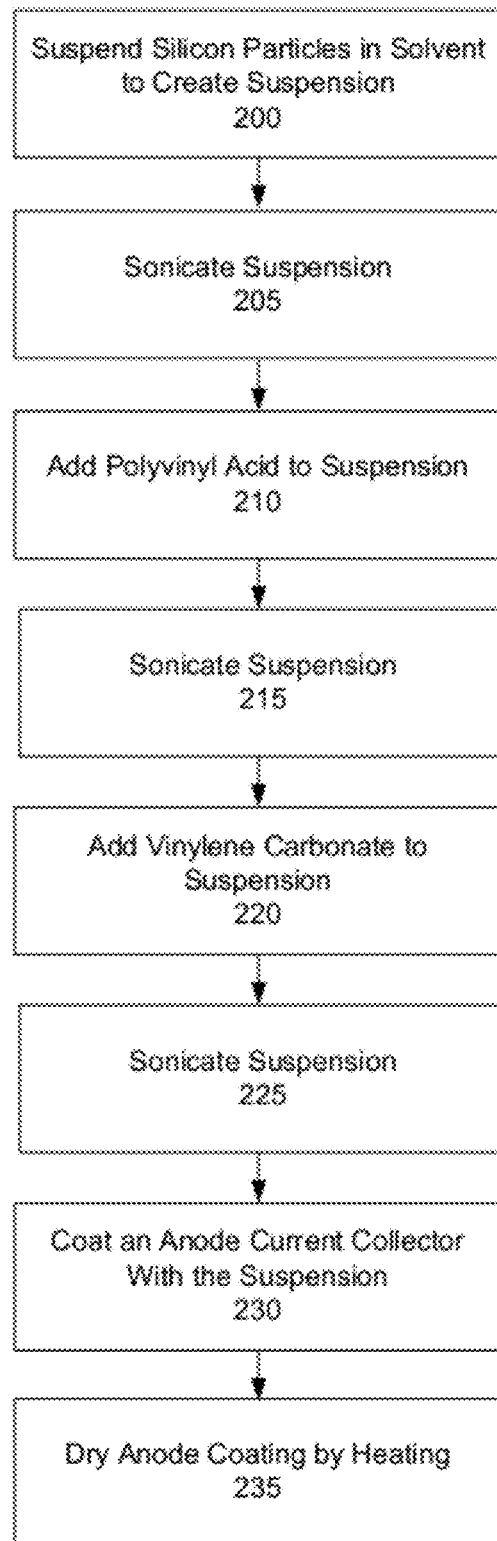 Suspend Silicon Particles in Solvent
to Create Suspension
200
Sonicate Suspension
205
Add Polyvinyl Acid to Suspension
210
Sonicate Suspension
215
Add Vinylene Carbonate to
Suspension
220
Sonicate Suspension
225
Coat an Anode Current Collector
With the Suspension
230
Dry Anode Coating by Heating
235